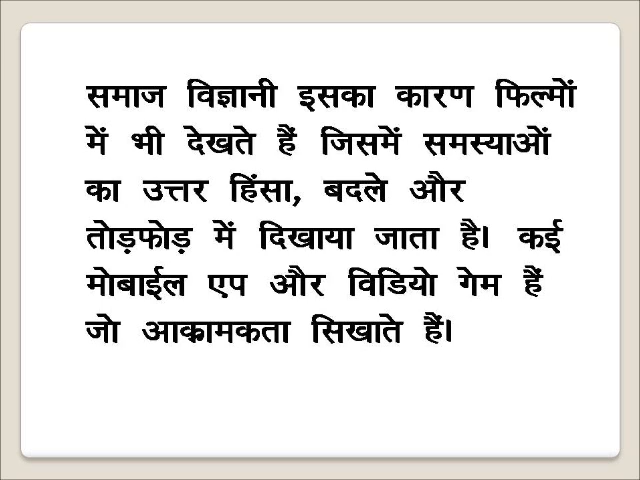 समाज विज्ञानी इसका कारण फिल्मों
में भी देखते हैं जिसमें समस्याओं
का उत्तर हिंसा, बदले और
तोड़फोड़ में दिखाया जाता है। कई
मोबाईल एप और विडियो गेम हैं
जो आक्रामकता सिखाते हैं।